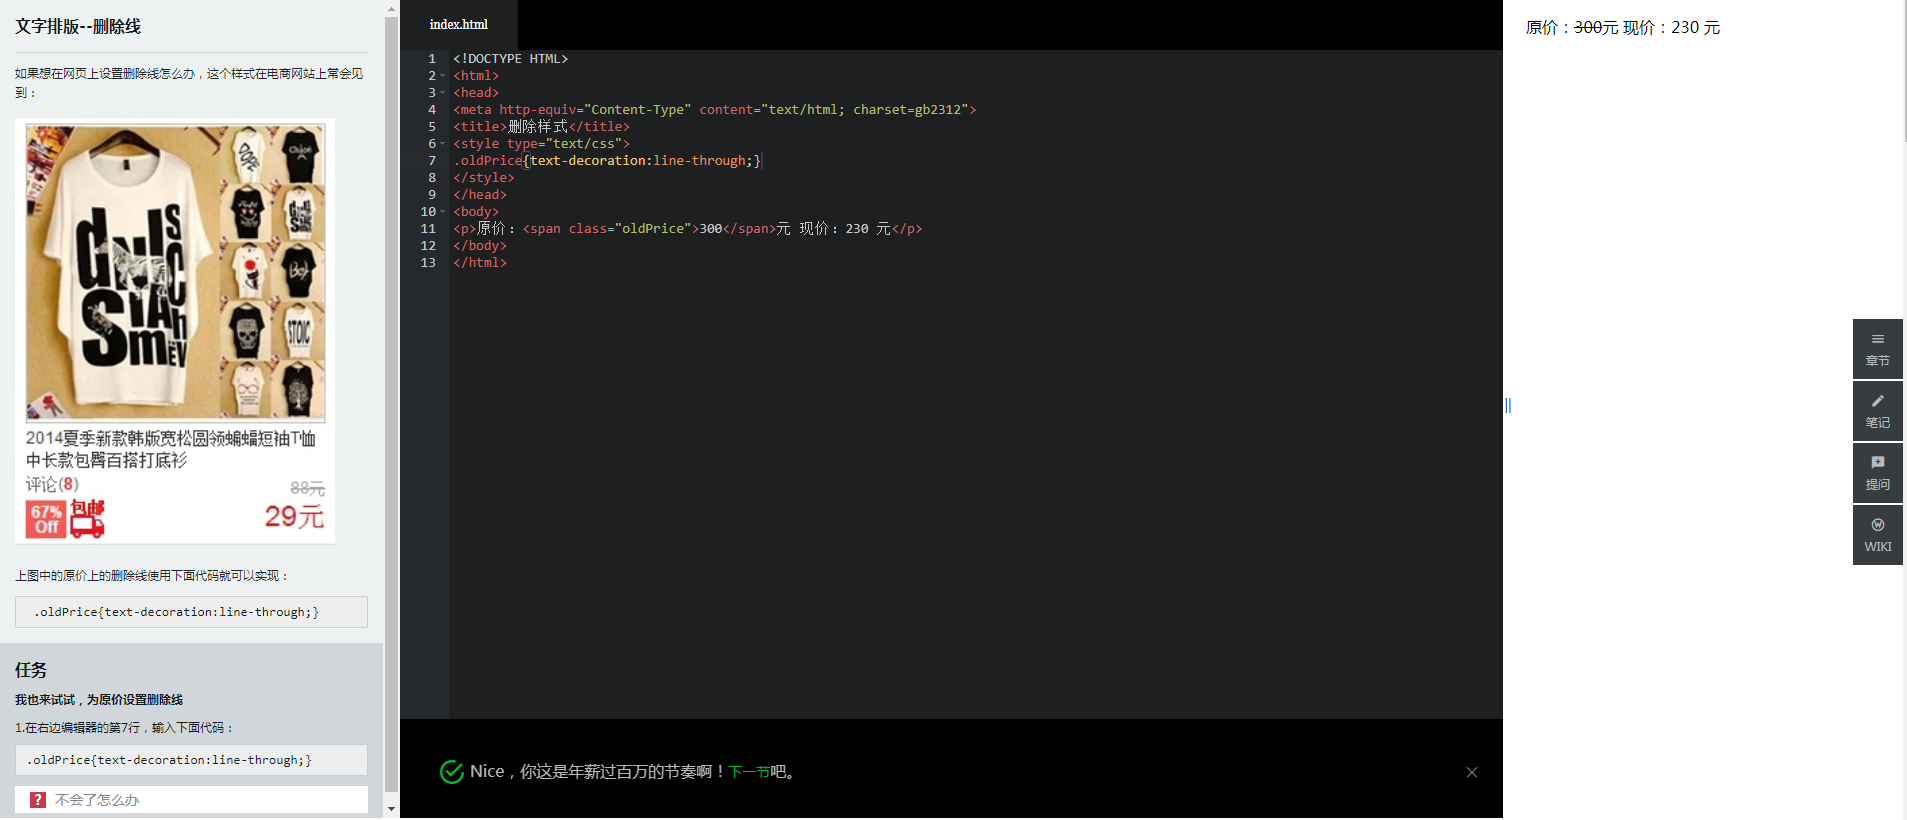 文字排版--删除线
如果想在网页上设置删除线怎么办，这个样式在电商网站上常会见
到：
2014夏季新款韩版宽松圆领蝙蝠短袖T恤
中长款包臀百搭打底衫
评论(8)
88元
67%
Off
包邮
29元
上图中的原价上的删除线使用下面代码就可以实现：
.oldPrice{text-decoration:line-through;}
任务
我也来试试，为原价设置删除线
1.在右边编辑器的第7行，输入下面代码：
.oldPrice{text-decoration:line-through;}
? 不会了怎么办
index.html
1 <!DOCTYPE HTML>
2 <html>
3 <head>
4 <meta http-equiv="Content-Type" content="text/html; charset=gb2312">
5 <title>删除样式</title>
6 <style type="text/css">
7 .oldPrice{text-decoration:line-through;}
8 </style>
9 </head>
10 <body>
11 <p>原价：<span class="oldPrice">300</span>元 现价：230 元</p>
12 </body>
13 </html>
Nice，你这是年薪过百万的节奏啊！下一节吧。
原价：300元 现价：230 元
章节
笔记
提问
WIKI